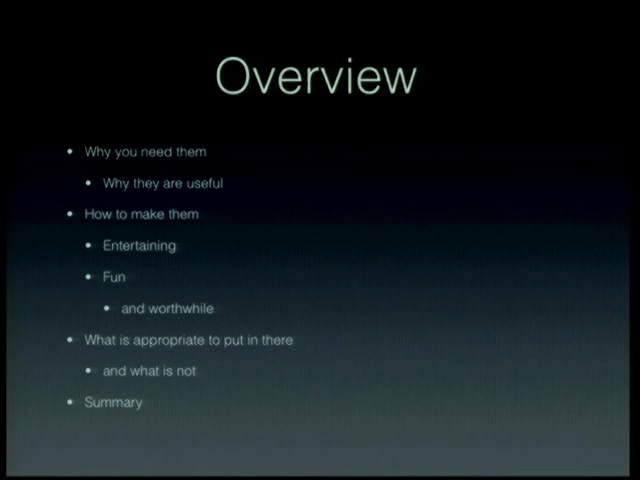 Overview
• Why you need them
• Why they are useful
• How to make them
• Entertaining
• Fun
• and worthwhile
• What is appropriate to put in there
• and what is not
• Summary